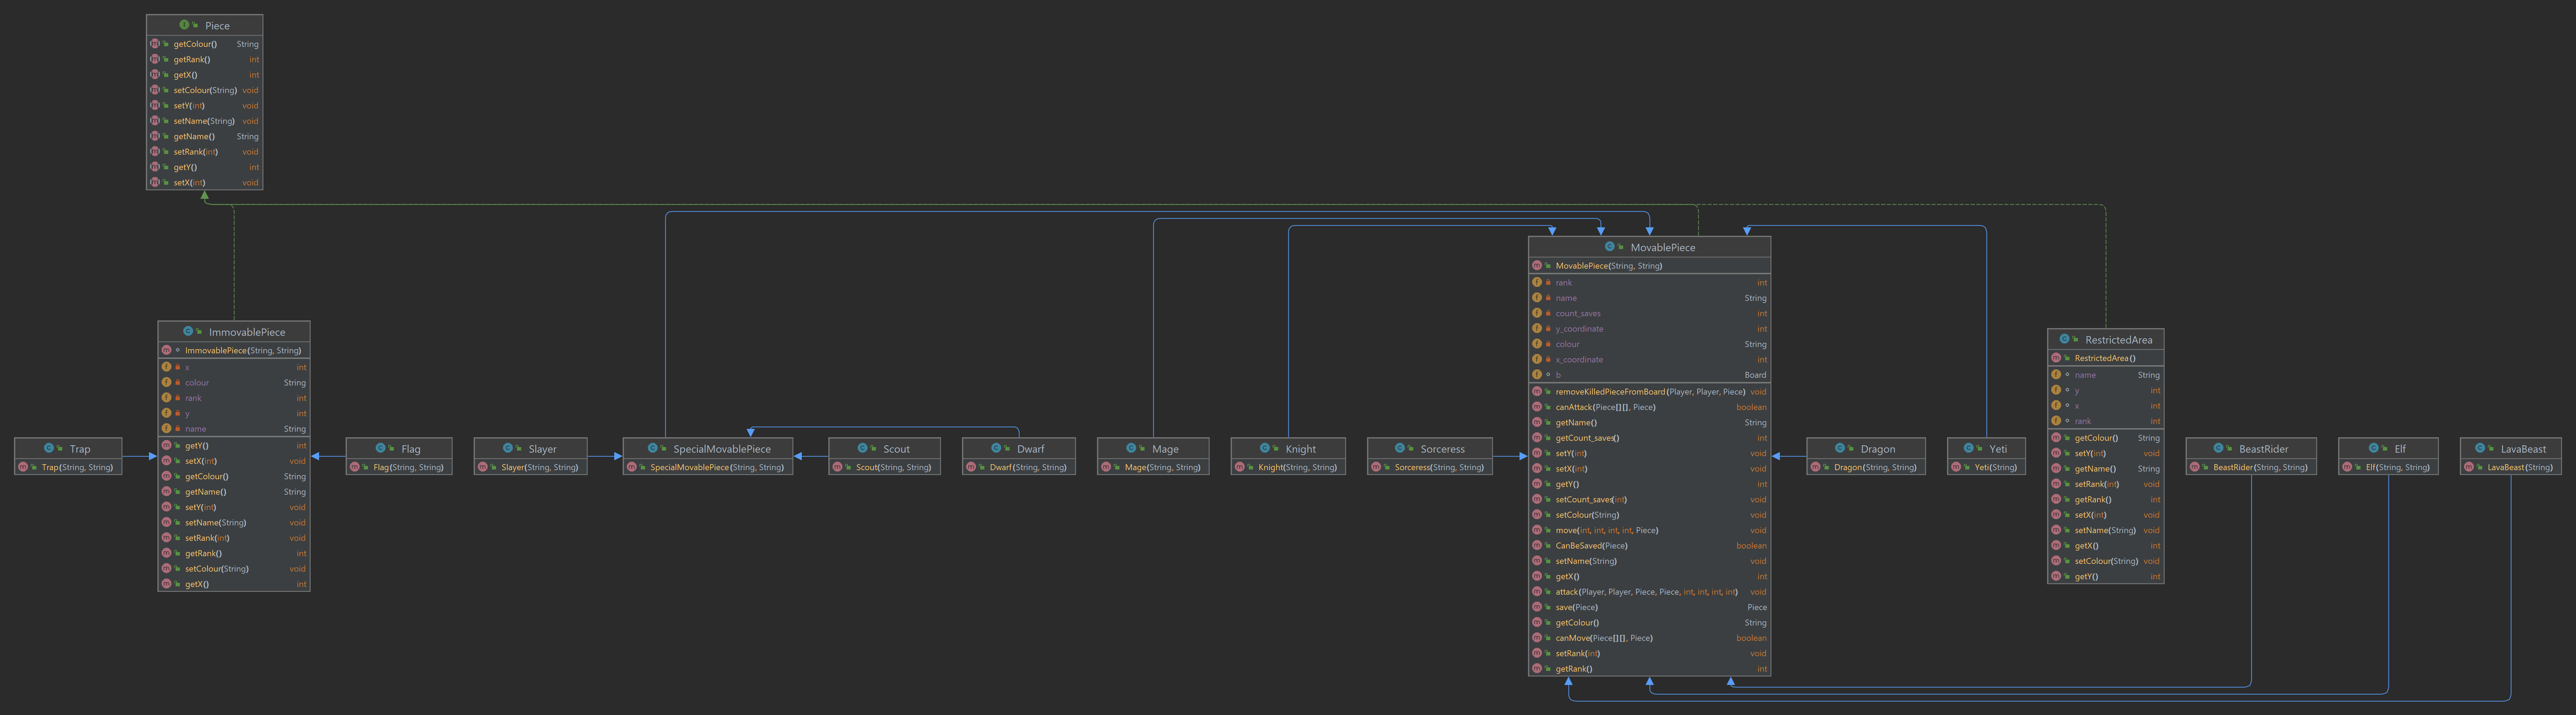 Piece
getColour() String
getRank() int
getX() int
setColour(String) void
setY(int) void
setName(String) void
getName() String
setRank(int) void
getY() int
setX(int) void
Trap
Trap(String, String)
ImmovablePiece
ImmovablePiece(String, String)
x int
colour String
rank int
y int
name String
getY() int
setX(int) void
getColour() String
getName() String
setY(int) void
setName(String) void
setRank(int) void
getRank() int
setColour(String) void
getX() int
Flag
Flag(String, String)
Slayer
Slayer(String, String)
SpecialMovablePiece
SpecialMovablePiece(String, String)
Scout
Scout(String, String)
Dwarf
Dwarf(String, String)
Mage
Mage(String, String)
Knight
Knight(String, String)
Sorceress
Sorceress(String, String)
MovablePiece
MovablePiece(String, String)
rank int
name String
count_saves int
y_coordinate int
colour String
x_coordinate int
b Board
removeKilledPieceFromBoard(Player, Player, Piece) void
canAttack(Piece[][], Piece) boolean
getName() String
getCount_saves() int
setY(int) void
setX(int) void
getY() int
setCount_saves(int) void
setColour(String) void
move(int, int, int, int, Piece) void
CanBeSaved(Piece) boolean
setName(String) void
getX() int
attack(Player, Player, Piece, Piece, int, int, int, int) void
save(Piece) Piece
getColour() String
canMove(Piece[][], Piece) boolean
setRank(int) void
getRank() int
Dragon
Dragon(String, String)
Yeti
Yeti(String)
RestrictedArea
RestrictedArea()
name String
y int
x int
rank int
getColour() String
setY(int) void
getName() String
setRank(int) void
getRank() int
setX(int) void
setName(String) void
getX() int
setColour(String) void
getY() int
BeastRider
BeastRider(String, String)
Elf
Elf(String, String)
LavaBeast
LavaBeast(String)